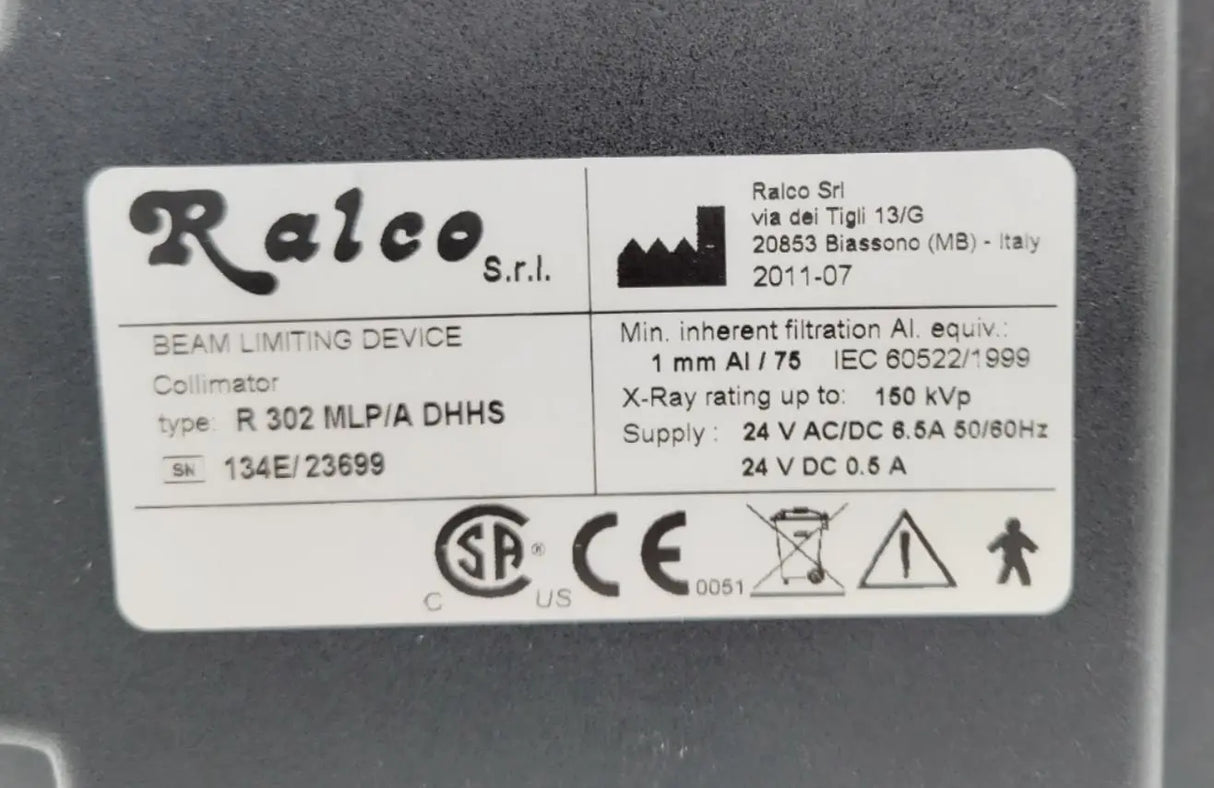 Ralco S.r.l.
Ralco Srl
via dei Tigli 13/G
20853 Biassono (MB) - Italy
2011-07
BEAM LIMITING DEVICE
Collimator
type: R 302 MLP/A DHHS
SN 134E/23699
Min. inherent filtration Al. equiv.:
1 mm Al / 75 IEC 60522/1999
X-Ray rating up to: 150 kVp
Supply : 24 V AC/DC 6.5A 50/60Hz
24 V DC 0.5 A
CSA ® CE 0051
C US